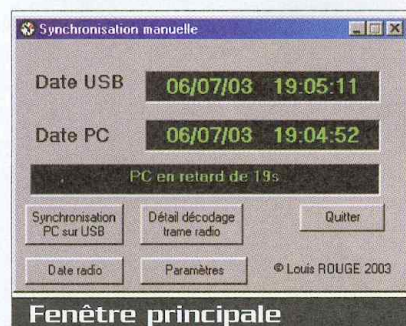 Synchronisation manuelle
Date USB 06/07/03 19:05:11
Date PC 06/07/03 19:04:52
PC en retard de 19s
Synchronisation PC sur USB
Détail décodage trame radio
Quitter
Date radio
Paramètres
© Louis ROUGE 2003
Fenêtre principale